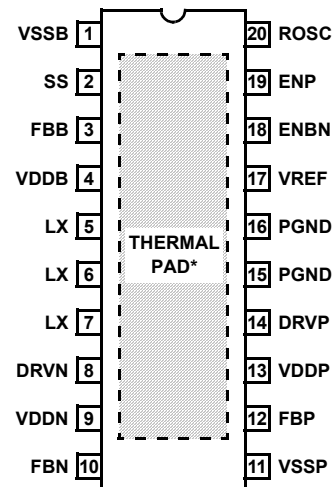 VSSB 1 20 ROSC
SS 2 19 ENP
FBB 3 18 ENBN
VDDB 4 17 VREF
LX 5 16 PGND
LX 6 15 PGND
LX 7 14 DRVP
DRVN 8 13 VDDP
VDDN 9 12 FBP
FBN 10 11 VSSP
THERMAL
PAD*